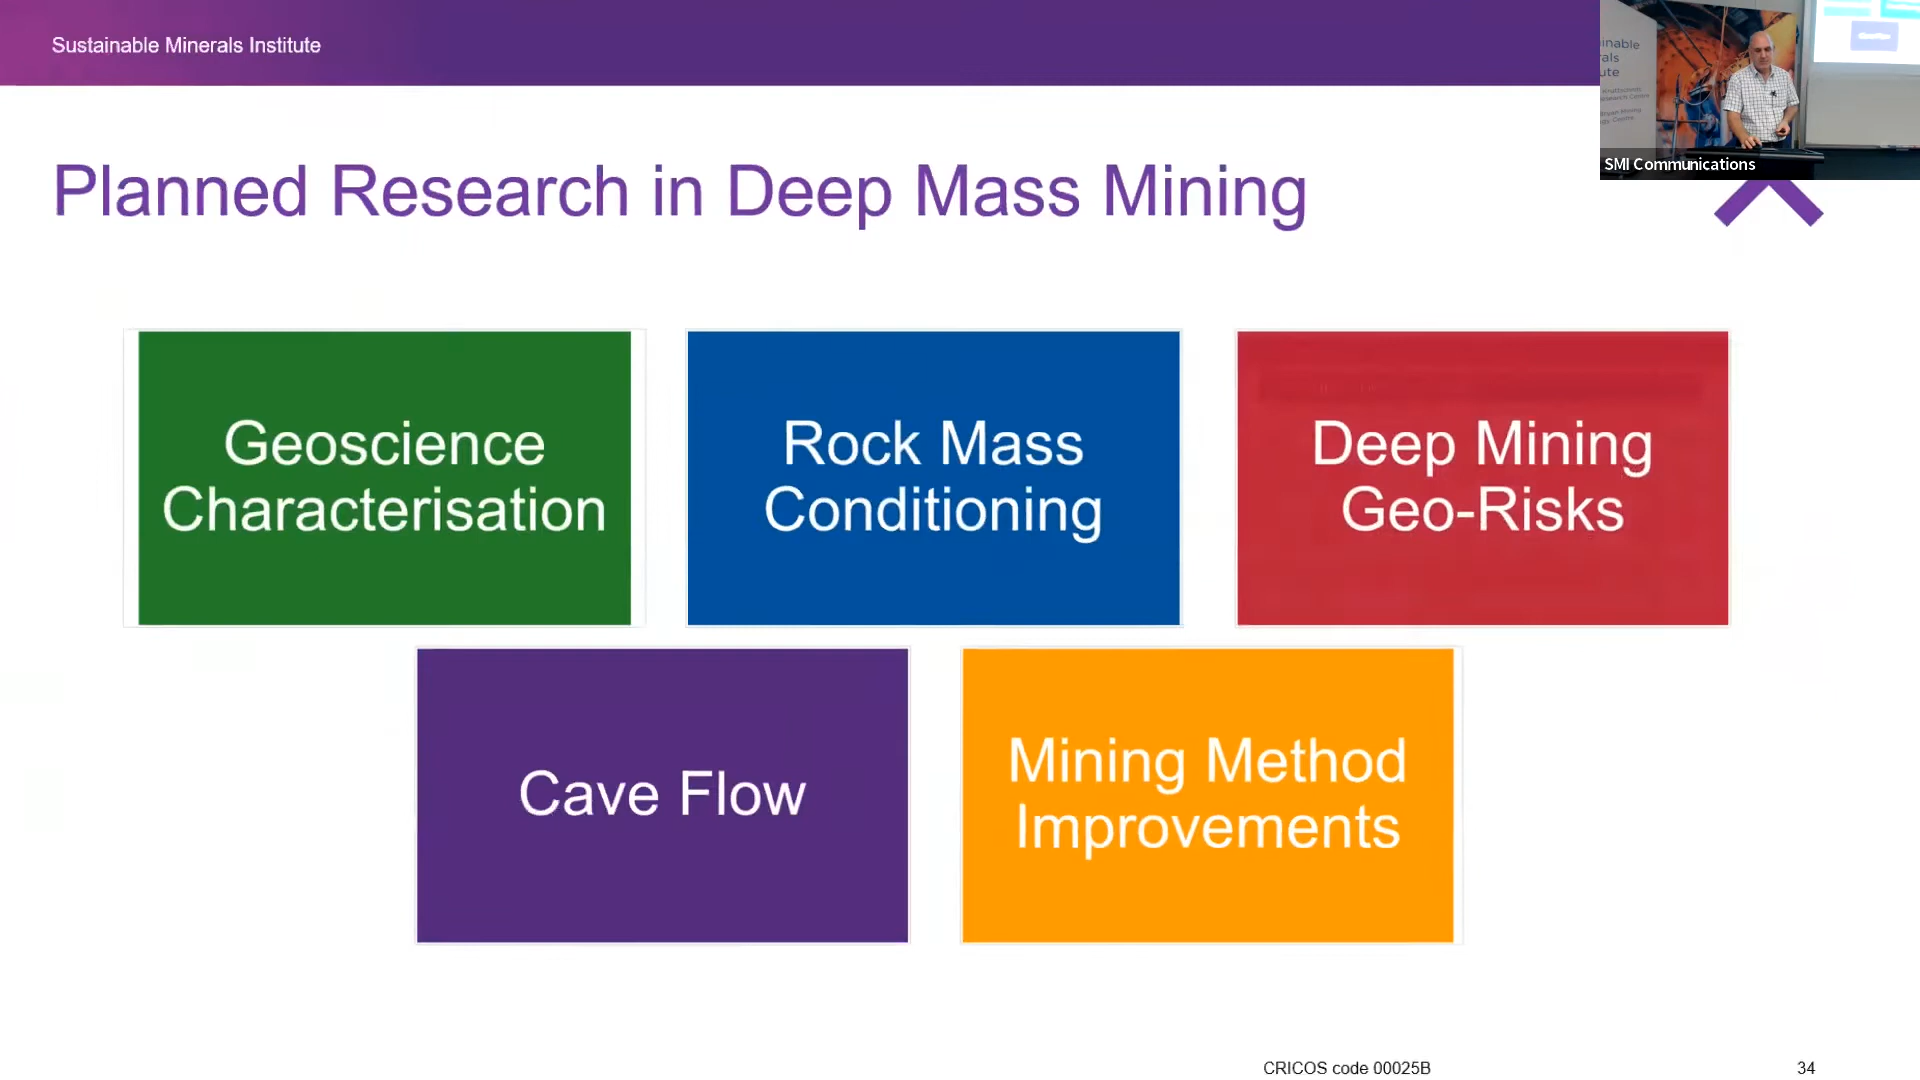 Sustainable Minerals Institute
SMI Communications
Planned Research in Deep Mass Mining
Geoscience
Characterisation
Rock Mass
Conditioning
Deep Mining
Geo-Risks
Cave Flow
Mining Method
Improvements
CRICOS code 00025B
34